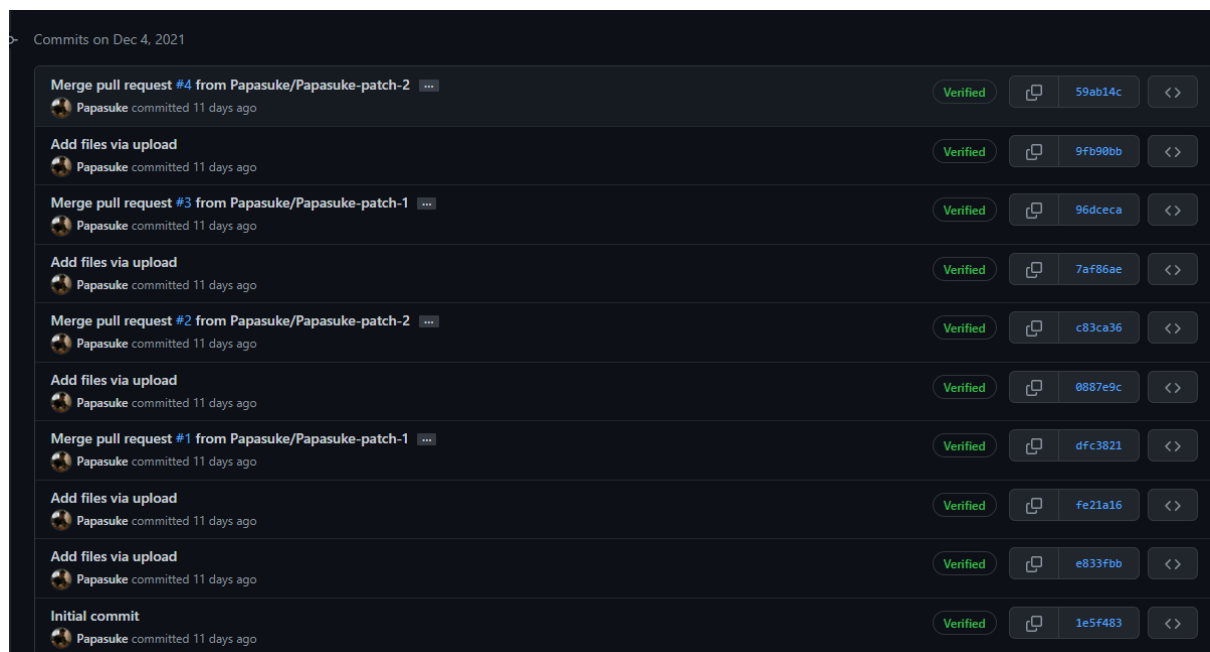 Commits on Dec 4, 2021
Merge pull request #4 from Papasuke/Papasuke-patch-2 ...
Verified 59ab14c <>
Papasuke committed 11 days ago
Add files via upload
Verified 9fb90bb <>
Papasuke committed 11 days ago
Merge pull request #3 from Papasuke/Papasuke-patch-1 ...
Verified 96dceca <>
Papasuke committed 11 days ago
Add files via upload
Verified 7af86ae <>
Papasuke committed 11 days ago
Merge pull request #2 from Papasuke/Papasuke-patch-2 ...
Verified c83ca36 <>
Papasuke committed 11 days ago
Add files via upload
Verified 0887e9c <>
Papasuke committed 11 days ago
Merge pull request #1 from Papasuke/Papasuke-patch-1 ...
Verified dfc3821 <>
Papasuke committed 11 days ago
Add files via upload
Verified fe21a16 <>
Papasuke committed 11 days ago
Add files via upload
Verified e833fbb <>
Papasuke committed 11 days ago
Initial commit
Verified 1e5f483 <>
Papasuke committed 11 days ago